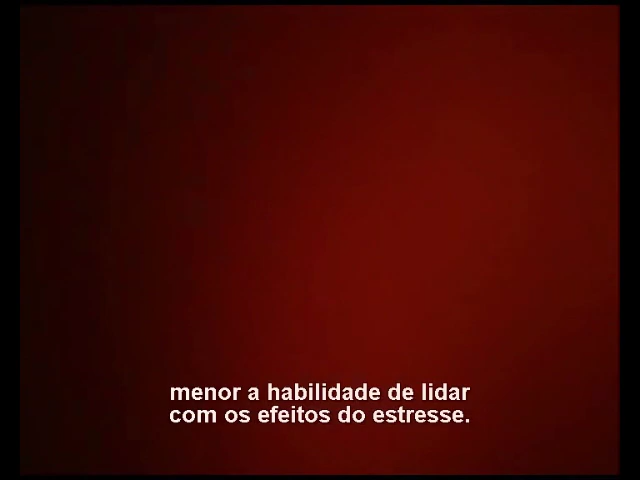 menor a habilidade de lidar
com os efeitos do estresse.